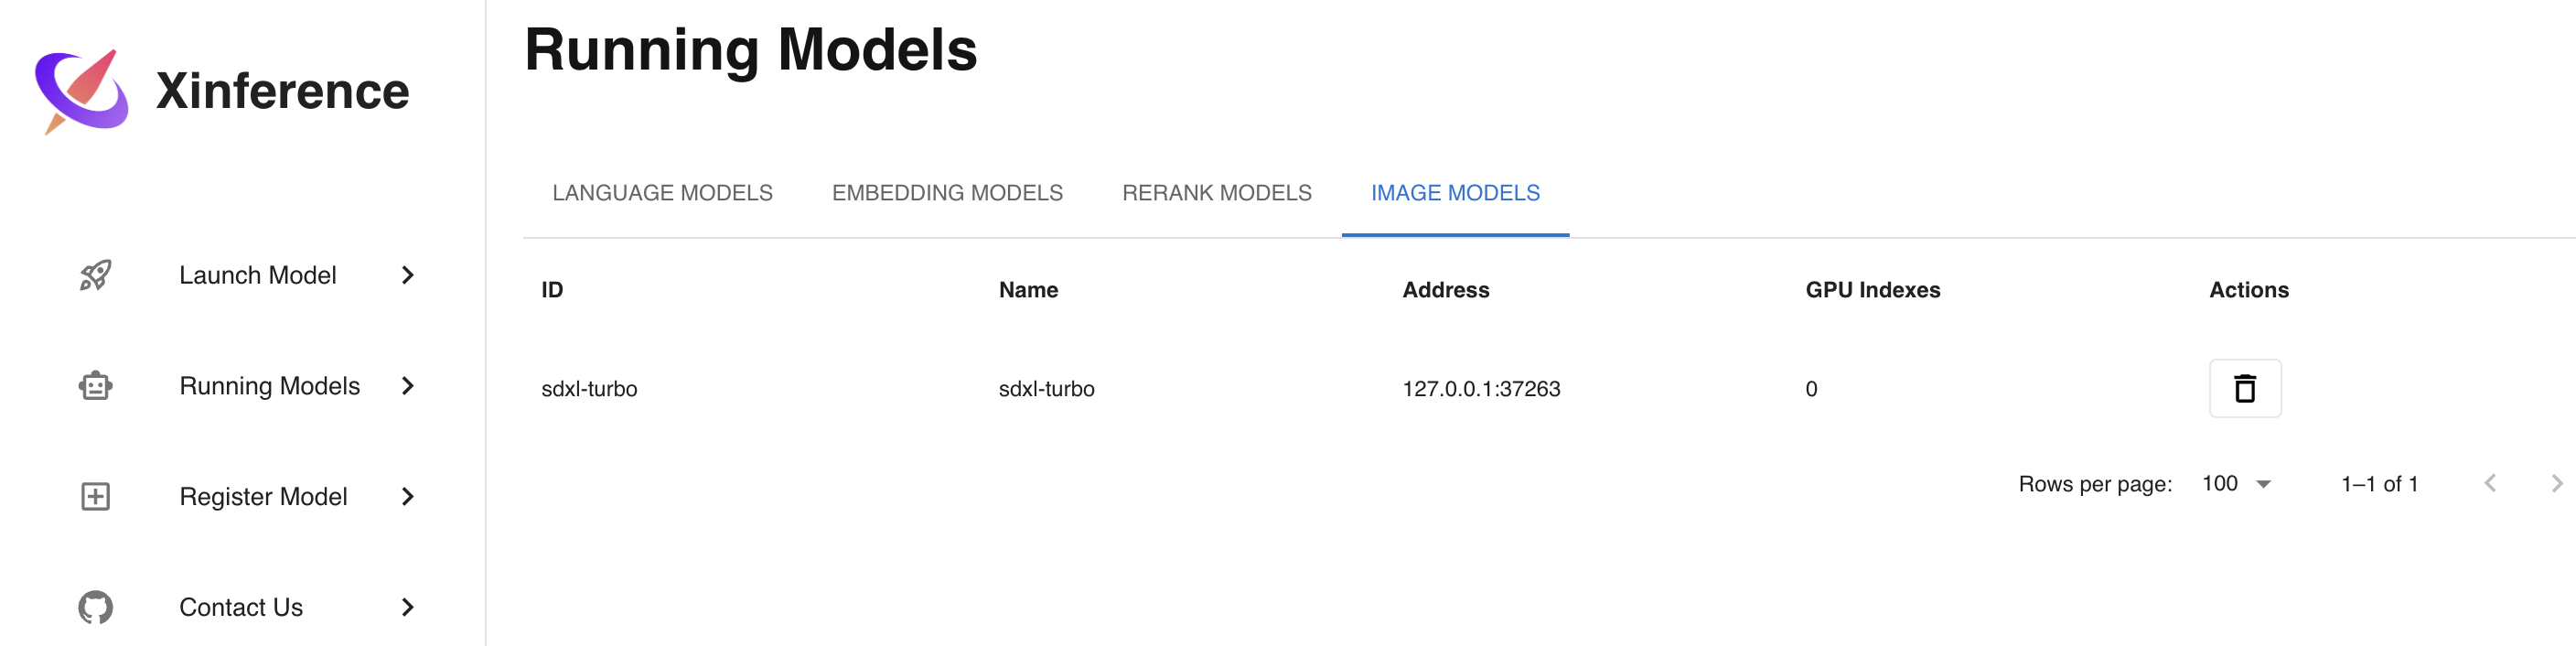 Xinference
Launch Model
Running Models
Register Model
Contact Us
Running Models
LANGUAGE MODELS EMBEDDING MODELS RERANK MODELS IMAGE MODELS
ID Name Address GPU Indexes Actions
sdxl-turbo sdxl-turbo 127.0.0.1:37263 0
Rows per page: 100 1–1 of 1